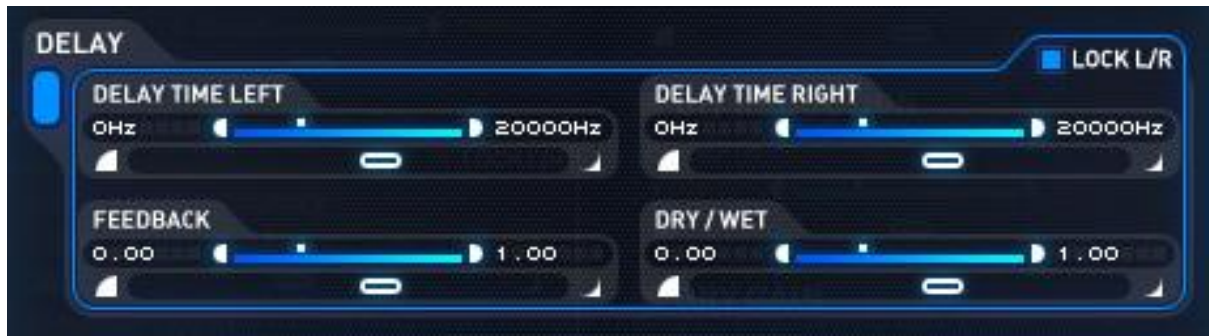 DELAY
LOCK L/R
DELAY TIME LEFT
DELAY TIME RIGHT
0Hz 20000Hz
0Hz 20000Hz
FEEDBACK
DRY / WET
0.00 1.00
0.00 1.00